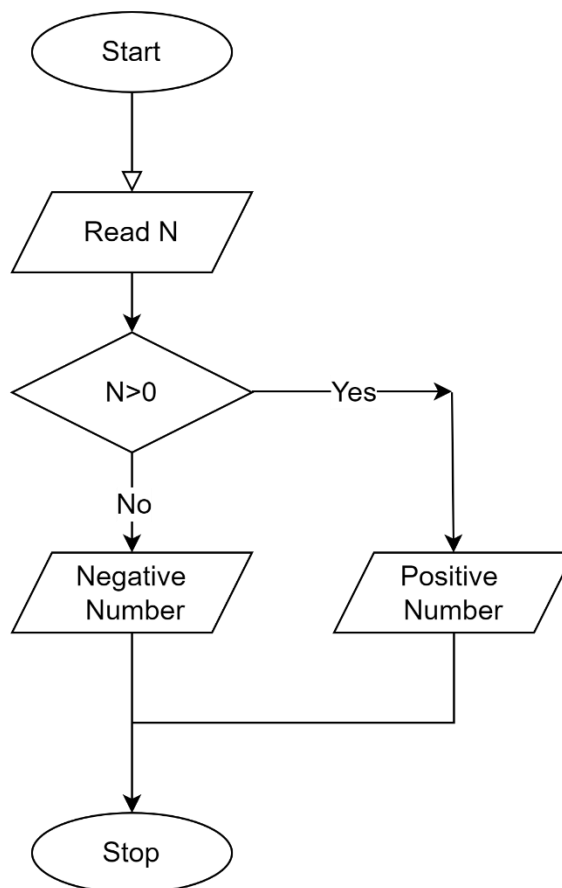 Start
Read N
N>0
Yes
No
Negative
Number
Positive
Number
Stop